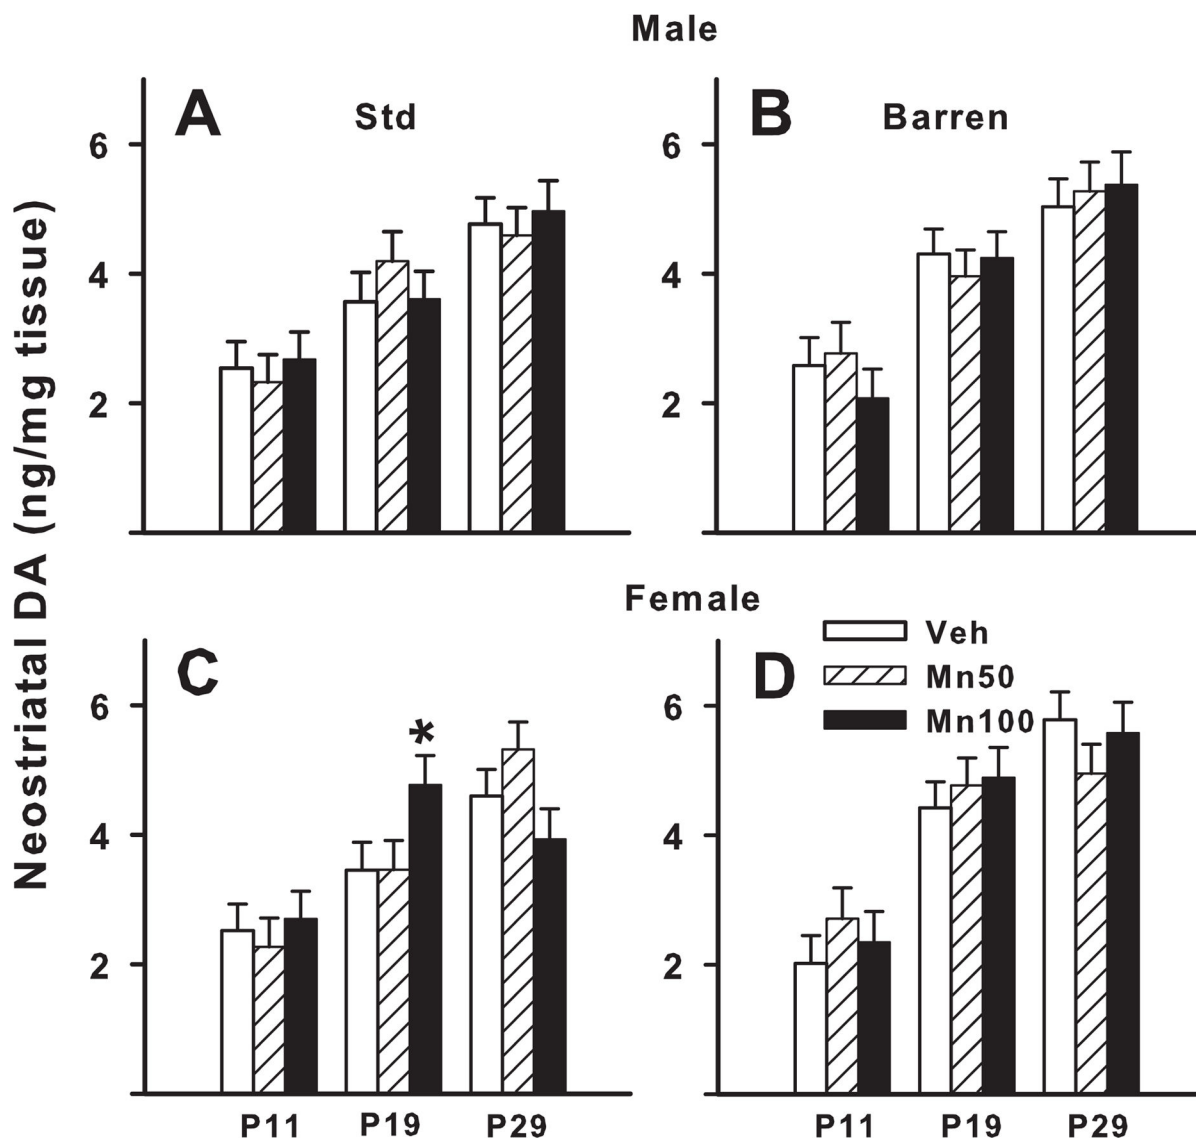 Male
A
Std
B
Barren
6
4
2
6
4
2
Neostriatal DA (ng/mg tissue)
Female
C
D
Veh
Mn50
Mn100
*
6
4
2
6
4
2
P11
P19
P29
P11
P19
P29